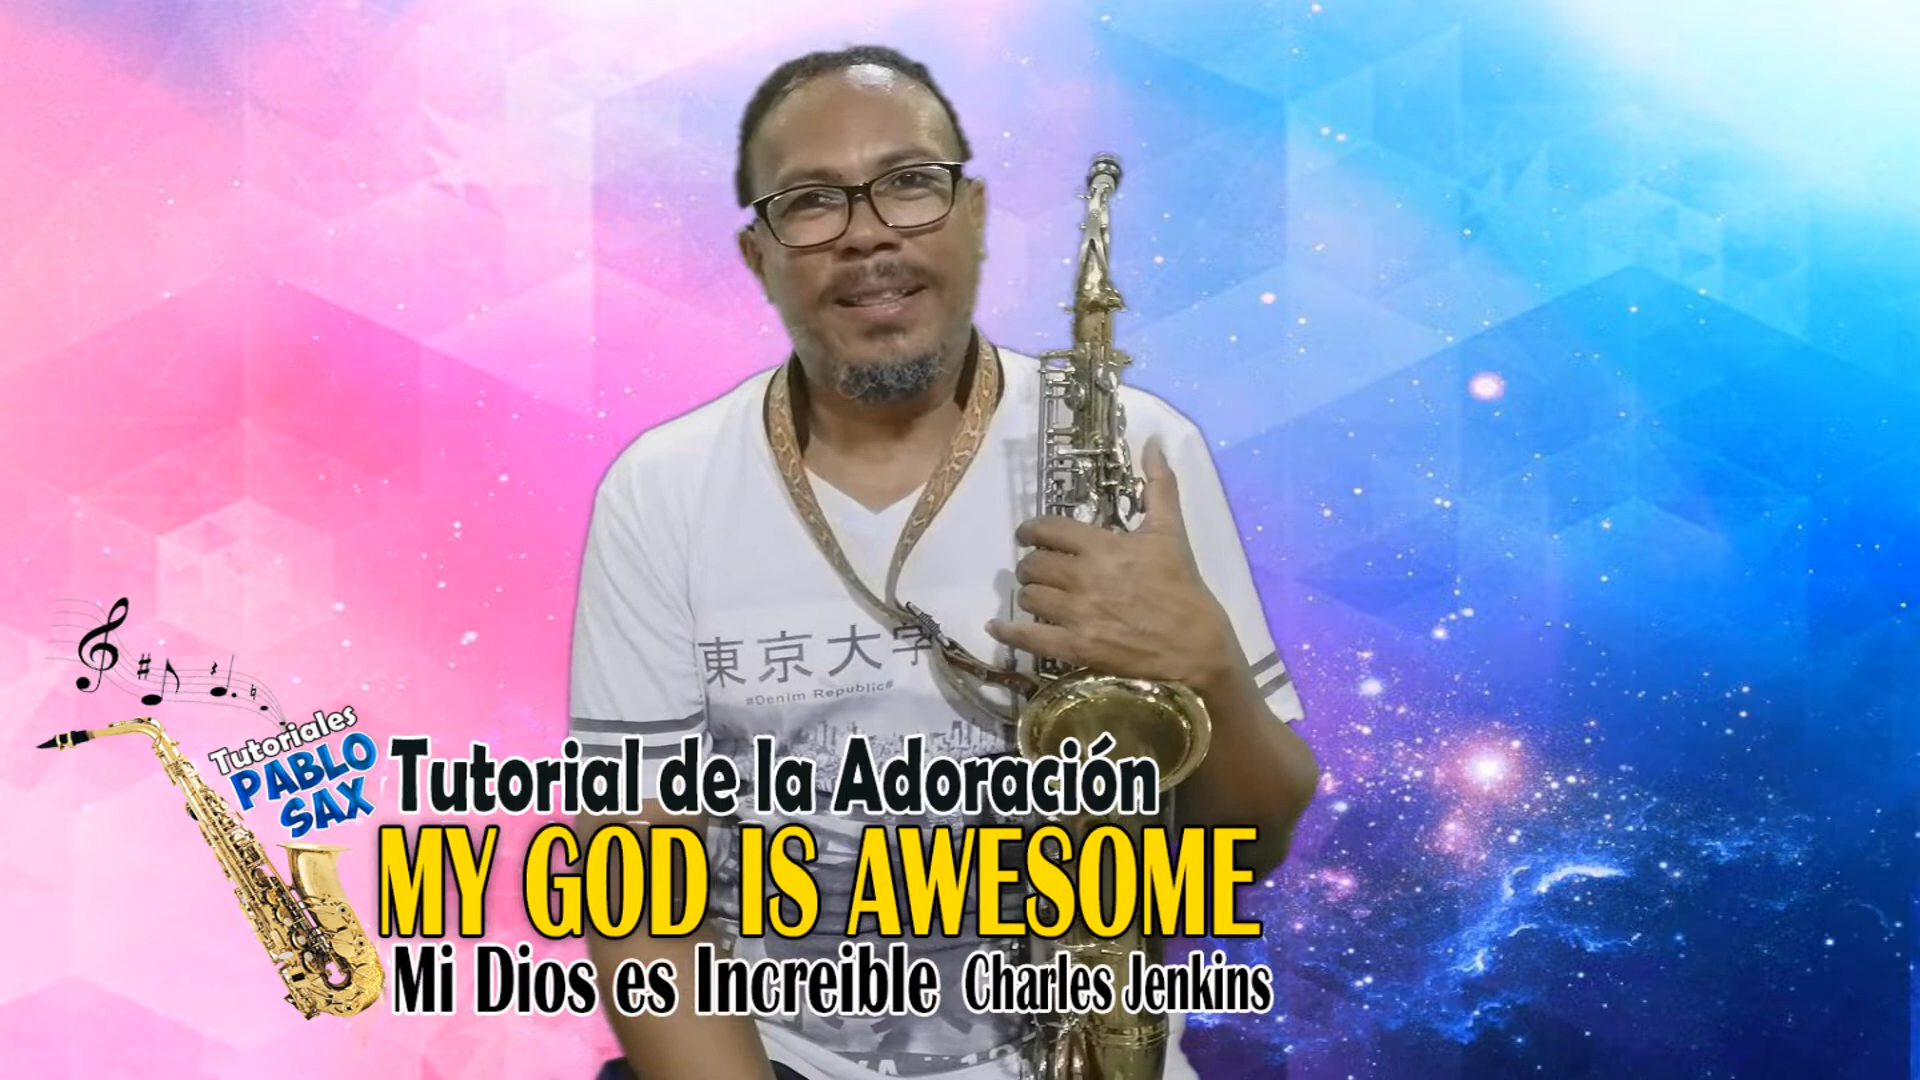 東京大学
#Denim Republic#
Tutoriales
PABLO
SAX
Tutorial de la Adoración
MY GOD IS AWESOME
Mi Dios es Increible Charles Jenkins